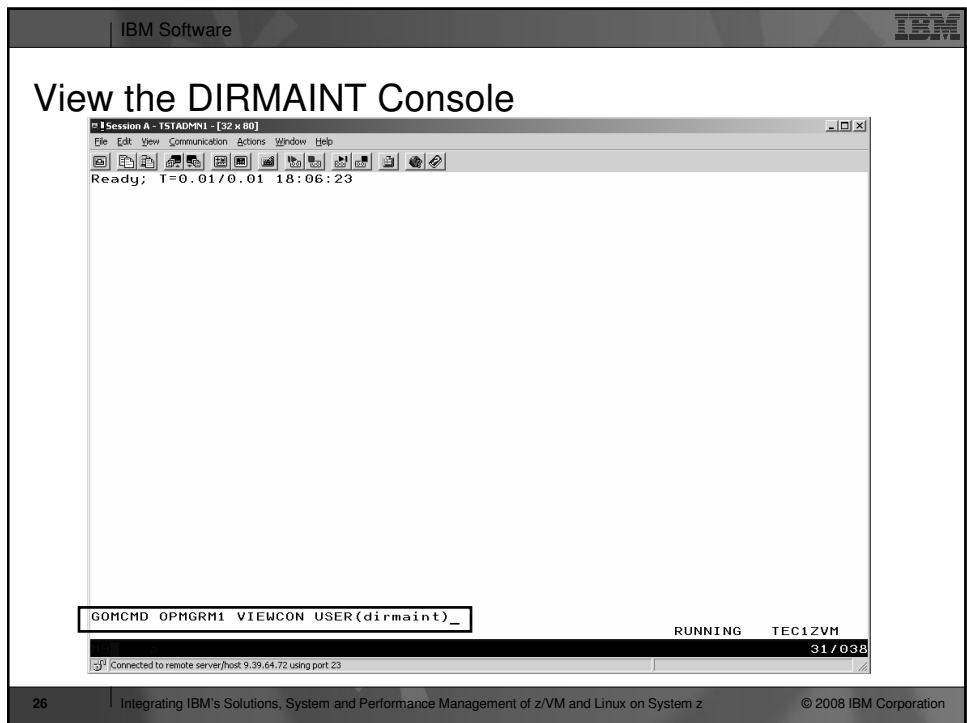 IBM Software
IBM
View the DIRMAINT Console
Session A - TSTADMN1 - [32 x 80]
File Edit View Communication Actions Window Help
Ready; T=0.01/0.01 18:06:23
GOMCMD OPMGRM1 VIEWCON USER(dirmaint)_
RUNNING TEC1ZVM
31/038
Connected to remote server/host 9.39.64.72 using port 23
26 Integrating IBM's Solutions, System and Performance Management of z/VM and Linux on System z © 2008 IBM Corporation